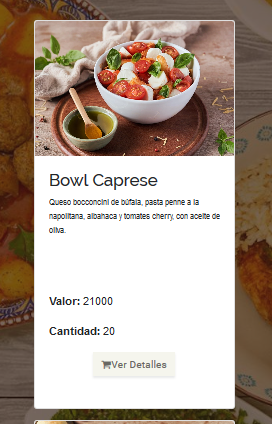 Bowl Caprese
Queso bocconcini de búfala, pasta penne a la
napolitana, albahaca y tomates cherry, con aceite de
oliva.
Valor: 21000
Cantidad: 20
Ver Detalles